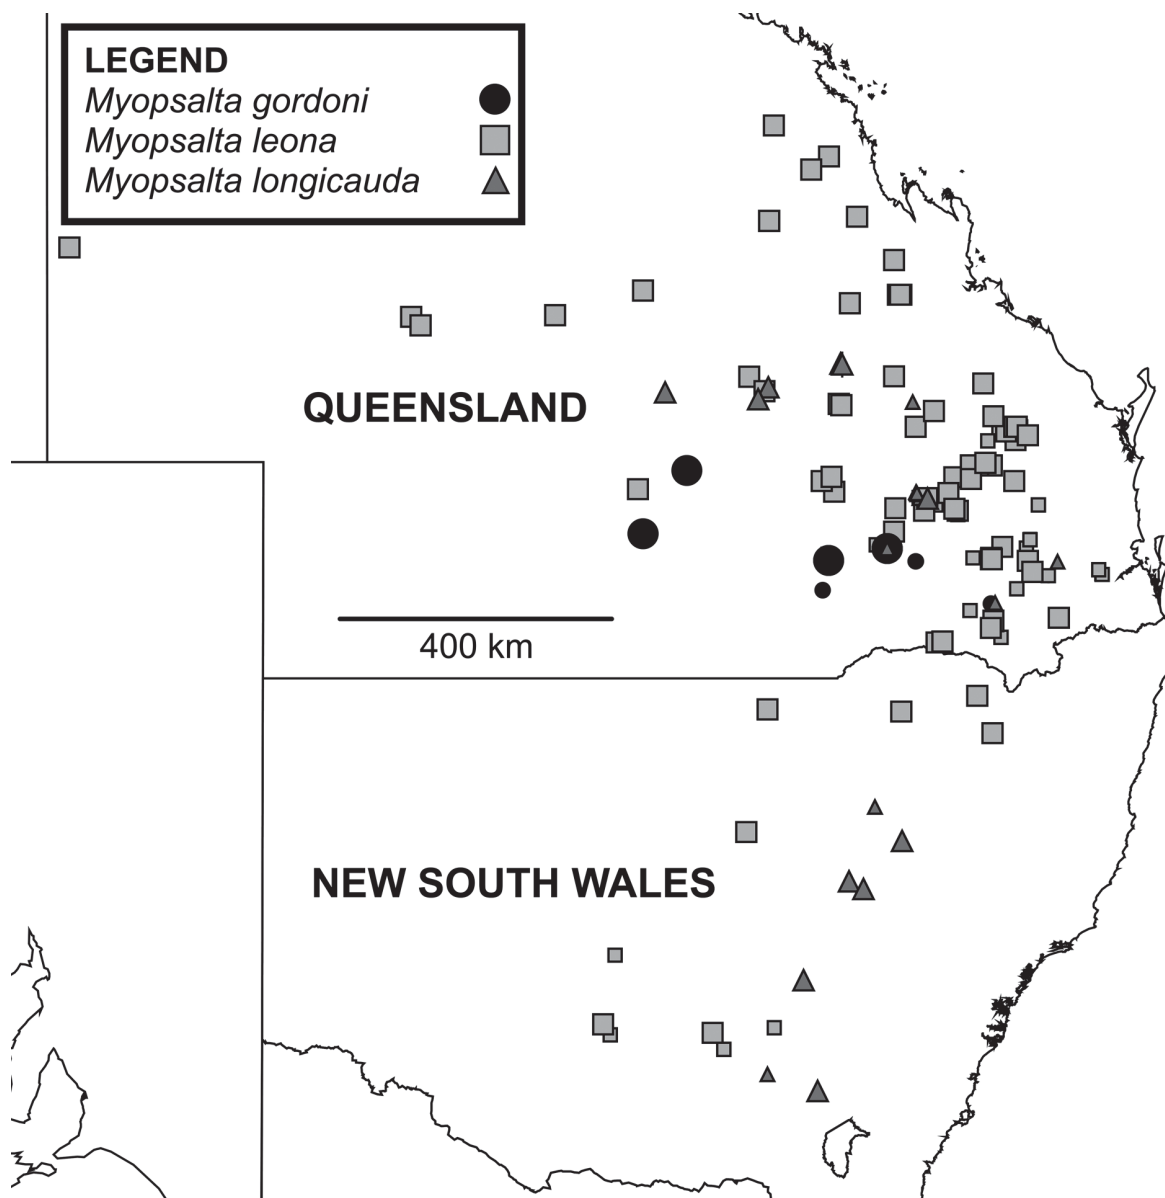 LEGEND
Myopsalta gordoni
Myopsalta leona
Myopsalta longicauda
QUEENSLAND
400 km
NEW SOUTH WALES